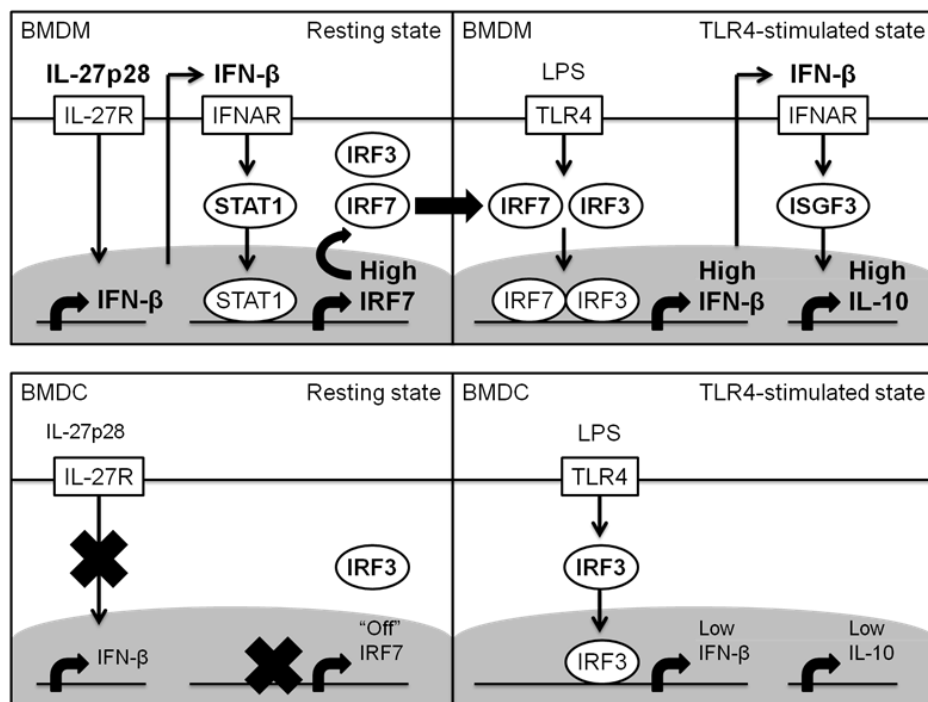 BMDM Resting state
IL-27p28 IFN-β
IL-27R IFNAR
IRF3
STAT1 IRF7
High
IFN-β STAT1 IRF7
BMDM TLR4-stimulated state
LPS IFN-β
TLR4 IFNAR
IRF7 IRF3 ISGF3
High High
IRF7 IRF3 IFN-β IL-10
BMDC Resting state
IL-27p28
IL-27R
IRF3
“Off”
IFN-β IRF7
BMDC TLR4-stimulated state
LPS
TLR4
IRF3
Low Low
IRF3 IFN-β IL-10